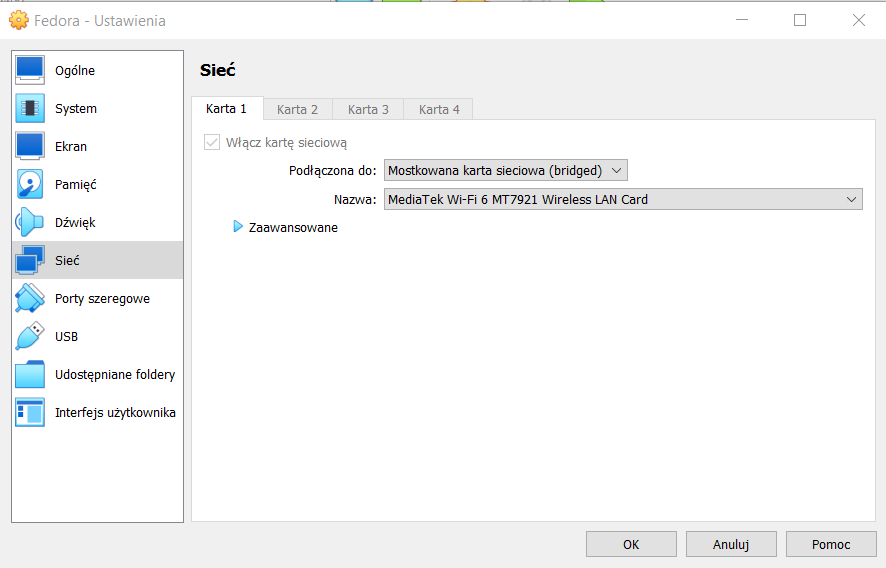 Fedora - Ustawienia
Ogólne
System
Ekran
Pamięć
Dźwięk
Sieć
Porty szeregowe
USB
Udostępniane foldery
Interfejs użytkownika
Sieć
Karta 1
Karta 2
Karta 3
Karta 4
Włącz kartę sieciową
Podłączona do: Mostkowana karta sieciowa (bridged)
Nazwa: MediaTek Wi-Fi 6 MT7921 Wireless LAN Card
Zaawansowane
OK
Anuluj
Pomoc